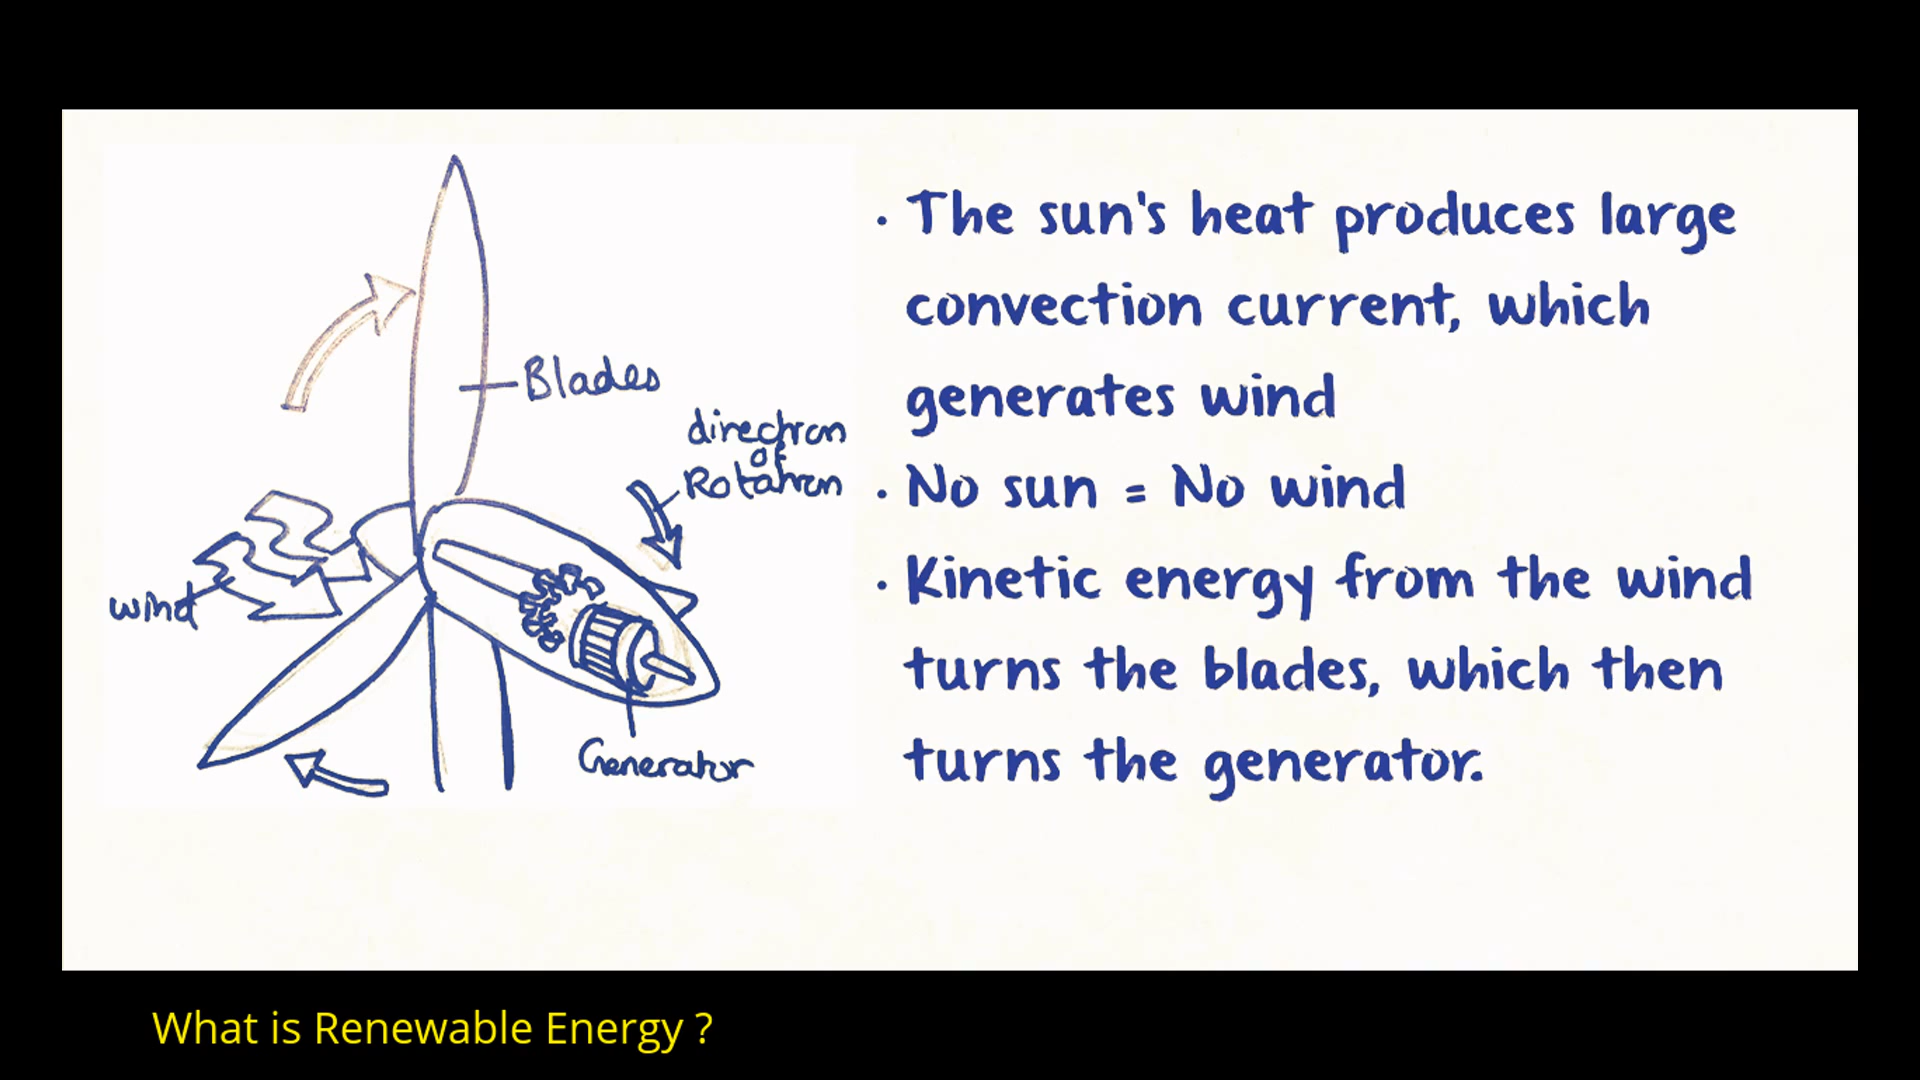 Blades
direction
of
Rotation
wind
Generator
• The sun's heat produces large
convection current, which
generates wind
• No sun = No wind
• Kinetic energy from the wind
turns the blades, which then
turns the generator.
What is Renewable Energy ?